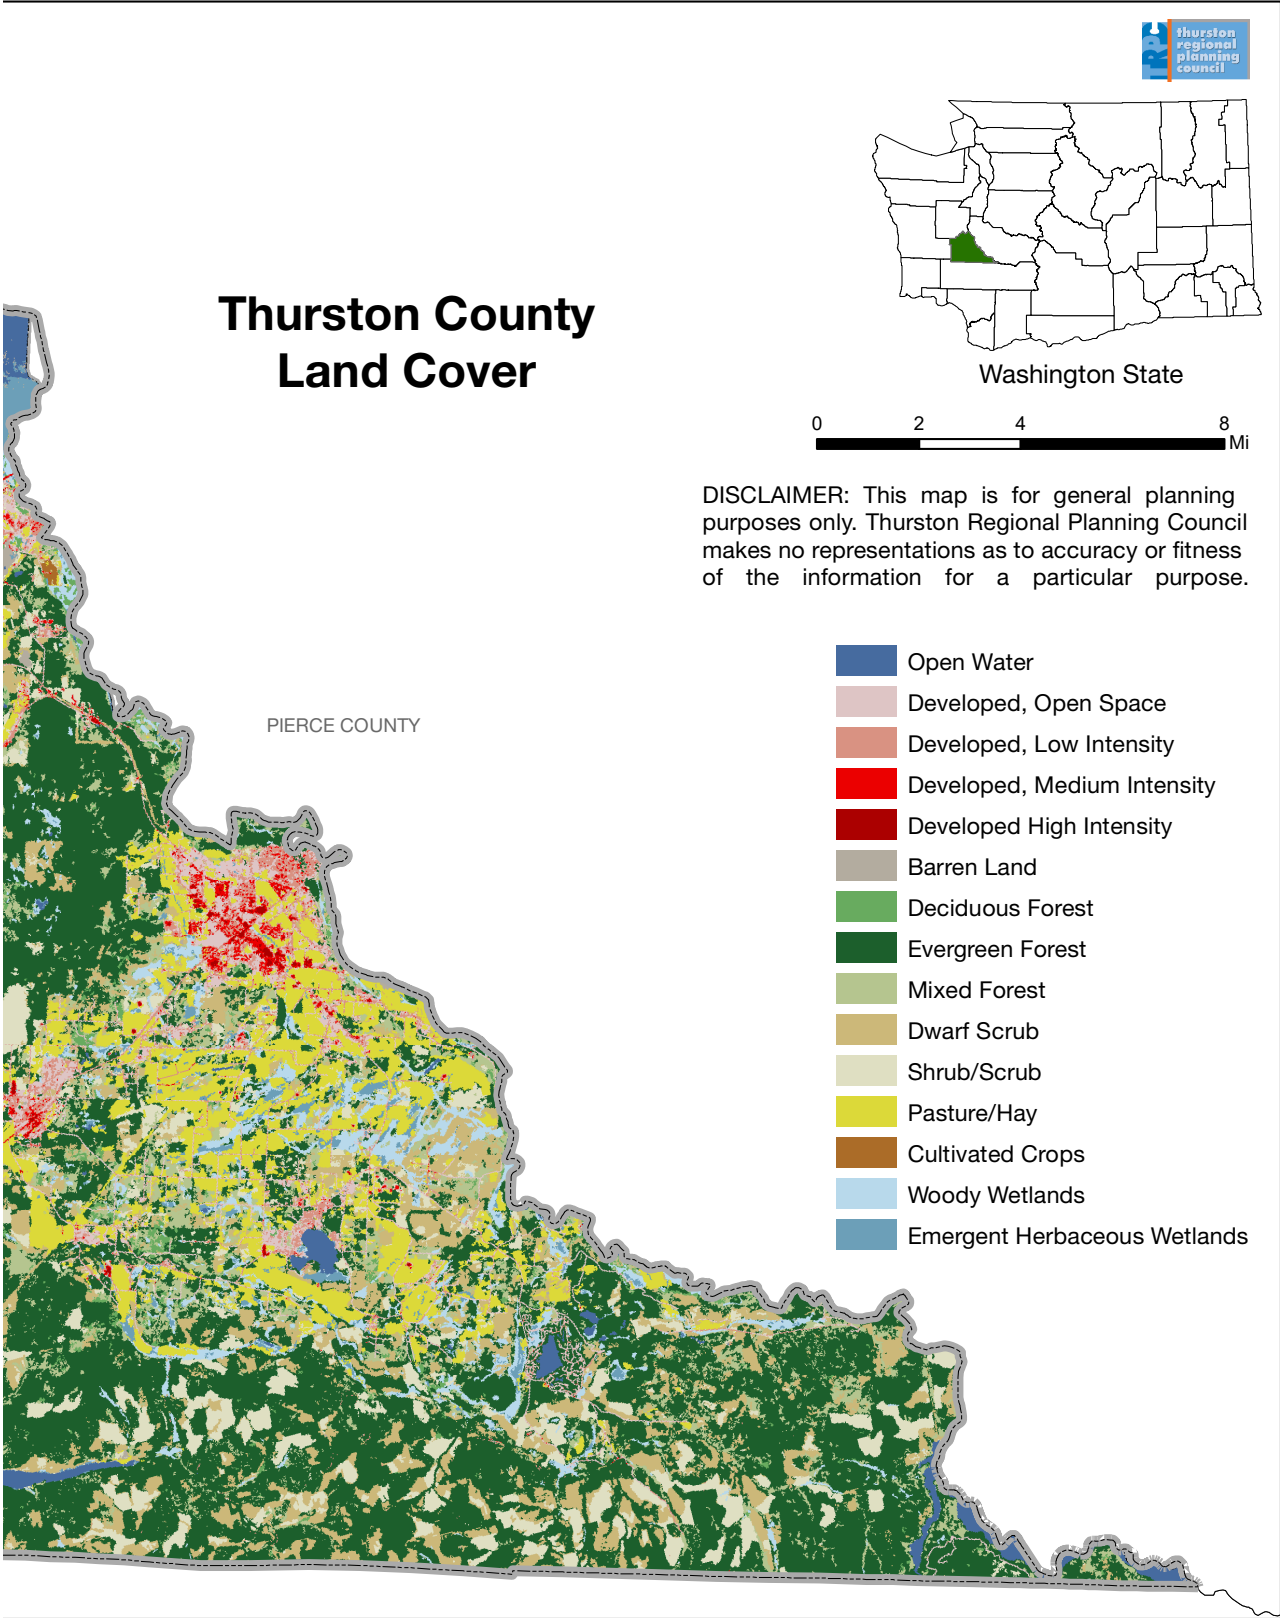 TRPC
thurston
regional
planning
council
Washington State
Thurston County
Land Cover
0 2 4 8
Mi
DISCLAIMER: This map is for general planning
purposes only. Thurston Regional Planning Council
makes no representations as to accuracy or fitness
of the information for a particular purpose.
PIERCE COUNTY
Open Water
Developed, Open Space
Developed, Low Intensity
Developed, Medium Intensity
Developed High Intensity
Barren Land
Deciduous Forest
Evergreen Forest
Mixed Forest
Dwarf Scrub
Shrub/Scrub
Pasture/Hay
Cultivated Crops
Woody Wetlands
Emergent Herbaceous Wetlands